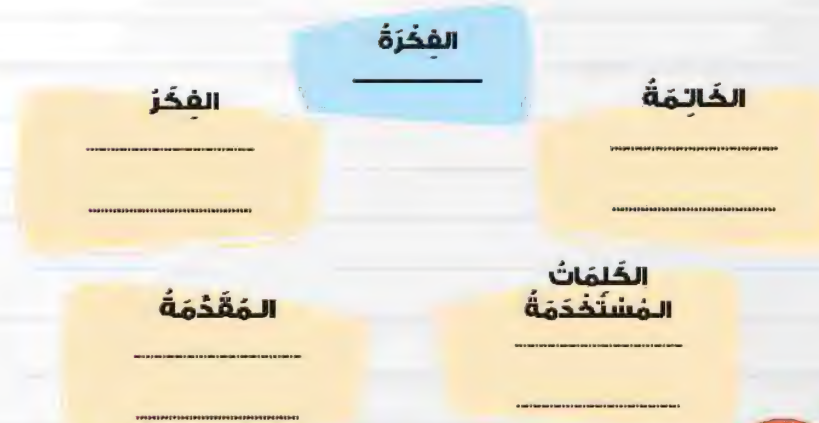 الفِكْرَةُ
الخَاتِمَةُ
الفِكَرُ
الكَلِمَاتُ
المُسْتَخْدَمَةُ
المُقَدِّمَةُ